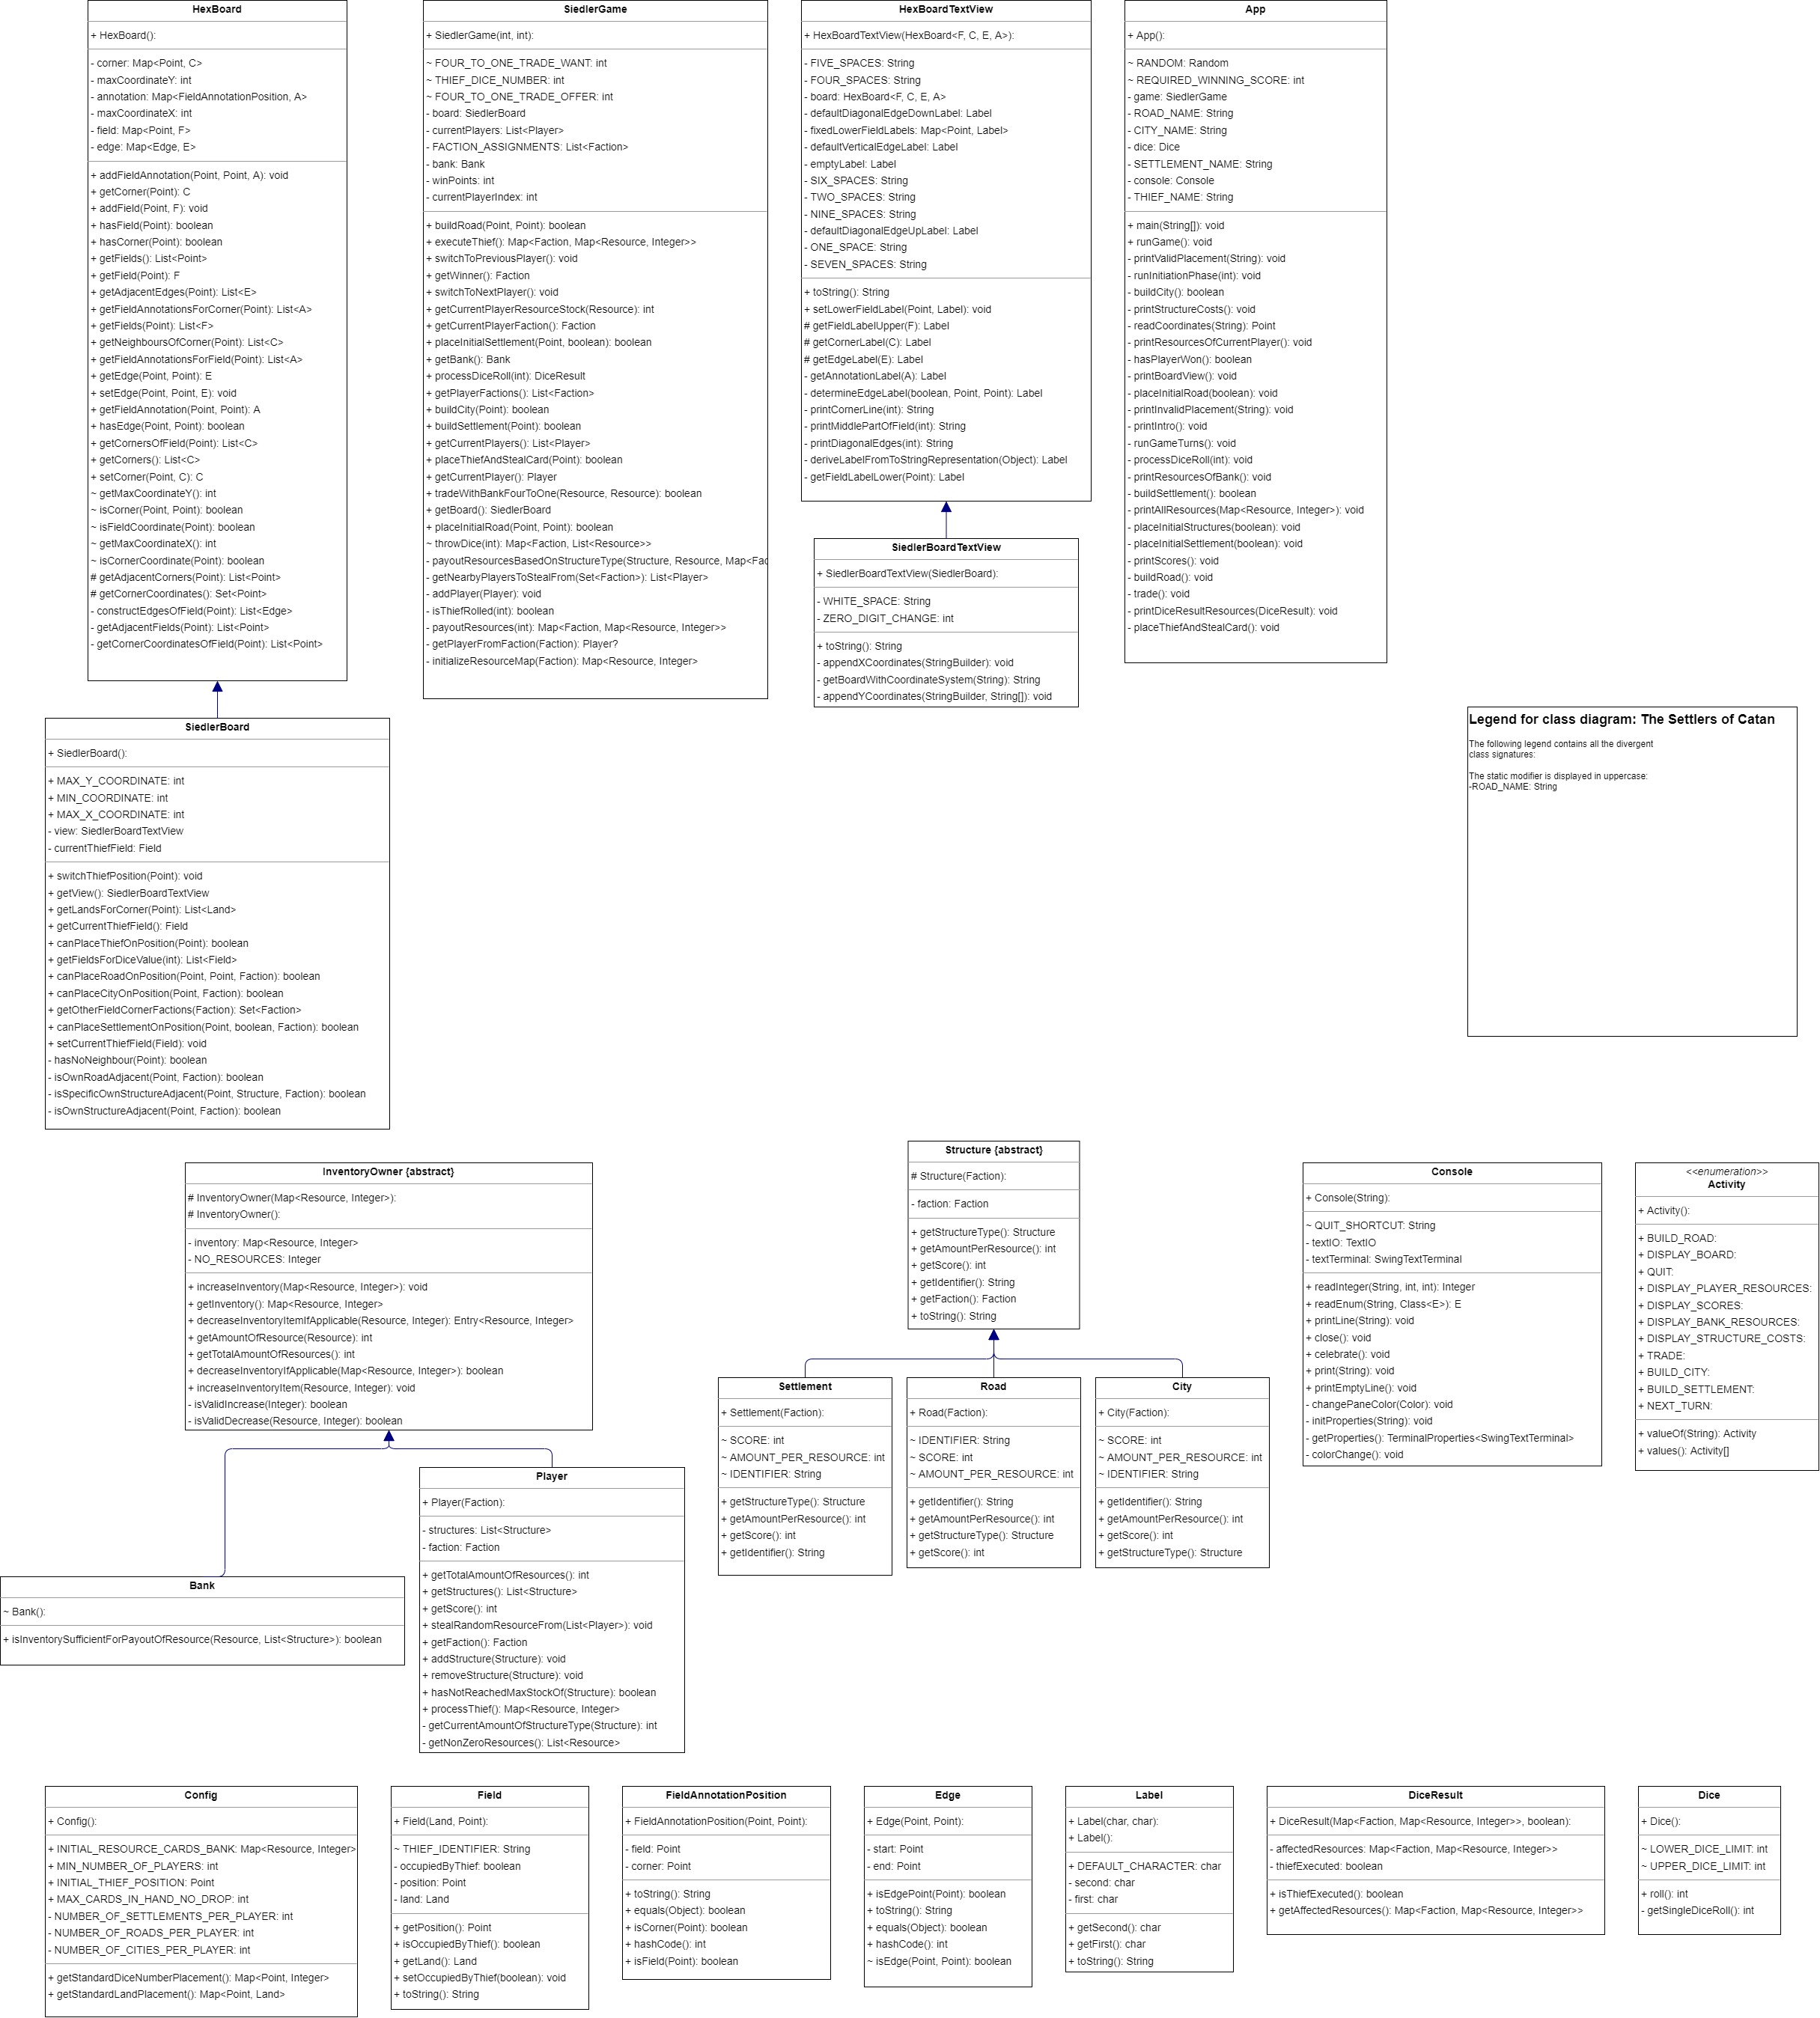 HexBoard
+ HexBoard():
- corner: Map<Point, C>
- maxCoordinateY: int
- annotation: Map<FieldAnnotationPosition, A>
- maxCoordinateX: int
- field: Map<Point, F>
- edge: Map<Edge, E>
+ addFieldAnnotation(Point, Point, A): void
+ getCorner(Point): C
+ addField(Point, F): void
+ hasField(Point): boolean
+ hasCorner(Point): boolean
+ getFields(): List<Point>
+ getField(Point): F
+ getAdjacentEdges(Point): List<E>
+ getFieldAnnotationsForCorner(Point): List<A>
+ getFields(Point): List<F>
+ getNeighboursOfCorner(Point): List<C>
+ getFieldAnnotationsForField(Point): List<A>
+ getEdge(Point, Point): E
+ setEdge(Point, Point, E): void
+ getFieldAnnotation(Point, Point): A
+ hasEdge(Point, Point): boolean
+ getCornersOfField(Point): List<C>
+ getCorners(): List<C>
+ setCorner(Point, C): C
~ getMaxCoordinateY(): int
~ isCorner(Point, Point): boolean
~ isFieldCoordinate(Point): boolean
~ getMaxCoordinateX(): int
~ isCornerCoordinate(Point): boolean
# getAdjacentCorners(Point): List<Point>
# getCornerCoordinates(): Set<Point>
- constructEdgesOfField(Point): List<Edge>
- getAdjacentFields(Point): List<Point>
- getCornerCoordinatesOfField(Point): List<Point>
SiedlerGame
+ SiedlerGame(int, int):
~ FOUR_TO_ONE_TRADE_WANT: int
~ THIEF_DICE_NUMBER: int
~ FOUR_TO_ONE_TRADE_OFFER: int
- board: SiedlerBoard
- currentPlayers: List<Player>
- FACTION_ASSIGNMENTS: List<Faction>
- bank: Bank
- winPoints: int
- currentPlayerIndex: int
+ buildRoad(Point, Point): boolean
+ executeThief(): Map<Faction, Map<Resource, Integer>>
+ switchToPreviousPlayer(): void
+ getWinner(): Faction
+ switchToNextPlayer(): void
+ getCurrentPlayerResourceStock(Resource): int
+ getCurrentPlayerFaction(): Faction
+ placeInitialSettlement(Point, boolean): boolean
+ getBank(): Bank
+ processDiceRoll(int): DiceResult
+ getPlayerFactions(): List<Faction>
+ buildCity(Point): boolean
+ buildSettlement(Point): boolean
+ getCurrentPlayers(): List<Player>
+ placeThiefAndStealCard(Point): boolean
+ getCurrentPlayer(): Player
+ tradeWithBankFourToOne(Resource, Resource): boolean
+ getBoard(): SiedlerBoard
+ placeInitialRoad(Point, Point): boolean
~ throwDice(int): Map<Faction, List<Resource>>
- payoutResourcesBasedOnStructureType(Structure, Resource, Map<Fac
- getNearbyPlayersToStealFrom(Set<Faction>): List<Player>
- addPlayer(Player): void
- isThiefRolled(int): boolean
- payoutResources(int): Map<Faction, Map<Resource, Integer>>
- getPlayerFromFaction(Faction): Player?
- initializeResourceMap(Faction): Map<Resource, Integer>
HexBoardTextView
+ HexBoardTextView(HexBoard<F, C, E, A>):
- FIVE_SPACES: String
- FOUR_SPACES: String
- board: HexBoard<F, C, E, A>
- defaultDiagonalEdgeDownLabel: Label
- fixedLowerFieldLabels: Map<Point, Label>
- defaultVerticalEdgeLabel: Label
- emptyLabel: Label
- SIX_SPACES: String
- TWO_SPACES: String
- NINE_SPACES: String
- defaultDiagonalEdgeUpLabel: Label
- ONE_SPACE: String
- SEVEN_SPACES: String
+ toString(): String
+ setLowerFieldLabel(Point, Label): void
# getFieldLabelUpper(F): Label
# getCornerLabel(C): Label
# getEdgeLabel(E): Label
- getAnnotationLabel(A): Label
- determineEdgeLabel(boolean, Point, Point): Label
- printCornerLine(int): String
- printMiddlePartOfField(int): String
- printDiagonalEdges(int): String
- deriveLabelFromToStringRepresentation(Object): Label
- getFieldLabelLower(Point): Label
App
+ App():
~ RANDOM: Random
~ REQUIRED_WINNING_SCORE: int
- game: SiedlerGame
- ROAD_NAME: String
- CITY_NAME: String
- dice: Dice
- SETTLEMENT_NAME: String
- console: Console
- THIEF_NAME: String
+ main(String[]): void
+ runGame(): void
- printValidPlacement(String): void
- runInitiationPhase(int): void
- buildCity(): boolean
- printStructureCosts(): void
- readCoordinates(String): Point
- printResourcesOfCurrentPlayer(): void
- hasPlayerWon(): boolean
- printBoardView(): void
- placeInitialRoad(boolean): void
- printInvalidPlacement(String): void
- printIntro(): void
- runGameTurns(): void
- processDiceRoll(int): void
- printResourcesOfBank(): void
- buildSettlement(): boolean
- printAllResources(Map<Resource, Integer>): void
- placeInitialStructures(boolean): void
- placeInitialSettlement(boolean): void
- printScores(): void
- buildRoad(): void
- trade(): void
- printDiceResultResources(DiceResult): void
- placeThiefAndStealCard(): void
SiedlerBoardTextView
+ SiedlerBoardTextView(SiedlerBoard):
- WHITE_SPACE: String
- ZERO_DIGIT_CHANGE: int
+ toString(): String
- appendXCoordinates(StringBuilder): void
- getBoardWithCoordinateSystem(String): String
- appendYCoordinates(StringBuilder, String[]): void
SiedlerBoard
+ SiedlerBoard():
+ MAX_Y_COORDINATE: int
+ MIN_COORDINATE: int
+ MAX_X_COORDINATE: int
- view: SiedlerBoardTextView
- currentThiefField: Field
+ switchThiefPosition(Point): void
+ getView(): SiedlerBoardTextView
+ getLandsForCorner(Point): List<Land>
+ getCurrentThiefField(): Field
+ canPlaceThiefOnPosition(Point): boolean
+ getFieldsForDiceValue(int): List<Field>
+ canPlaceRoadOnPosition(Point, Point, Faction): boolean
+ canPlaceCityOnPosition(Point, Faction): boolean
+ getOtherFieldCornerFactions(Faction): Set<Faction>
+ canPlaceSettlementOnPosition(Point, boolean, Faction): boolean
+ setCurrentThiefField(Field): void
- hasNoNeighbour(Point): boolean
- isOwnRoadAdjacent(Point, Faction): boolean
- isSpecificOwnStructureAdjacent(Point, Structure, Faction): boolean
- isOwnStructureAdjacent(Point, Faction): boolean
Legend for class diagram: The Settlers of Catan
The following legend contains all the divergent
class signatures:
The static modifier is displayed in uppercase:
-ROAD_NAME: String
InventoryOwner {abstract}
# InventoryOwner(Map<Resource, Integer>):
# InventoryOwner():
- inventory: Map<Resource, Integer>
- NO_RESOURCES: Integer
+ increaseInventory(Map<Resource, Integer>): void
+ getInventory(): Map<Resource, Integer>
+ decreaseInventoryItemIfApplicable(Resource, Integer): Entry<Resource, Integer>
+ getAmountOfResource(Resource): int
+ getTotalAmountOfResources(): int
+ decreaseInventoryIfApplicable(Map<Resource, Integer>): boolean
+ increaseInventoryItem(Resource, Integer): void
- isValidIncrease(Integer): boolean
- isValidDecrease(Resource, Integer): boolean
Structure {abstract}
# Structure(Faction):
- faction: Faction
+ getStructureType(): Structure
+ getAmountPerResource(): int
+ getScore(): int
+ getIdentifier(): String
+ getFaction(): Faction
+ toString(): String
Console
+ Console(String):
~ QUIT_SHORTCUT: String
- textIO: TextIO
- textTerminal: SwingTextTerminal
+ readInteger(String, int, int): Integer
+ readEnum(String, Class<E>): E
+ printLine(String): void
+ close(): void
+ celebrate(): void
+ print(String): void
+ printEmptyLine(): void
- changePaneColor(Color): void
- initProperties(String): void
- getProperties(): TerminalProperties<SwingTextTerminal>
- colorChange(): void
<<enumeration>>
Activity
+ Activity():
+ BUILD_ROAD:
+ DISPLAY_BOARD:
+ QUIT:
+ DISPLAY_PLAYER_RESOURCES:
+ DISPLAY_SCORES:
+ DISPLAY_BANK_RESOURCES:
+ DISPLAY_STRUCTURE_COSTS:
+ TRADE:
+ BUILD_CITY:
+ BUILD_SETTLEMENT:
+ NEXT_TURN:
+ valueOf(String): Activity
+ values(): Activity[]
Settlement
+ Settlement(Faction):
~ SCORE: int
~ AMOUNT_PER_RESOURCE: int
~ IDENTIFIER: String
+ getStructureType(): Structure
+ getAmountPerResource(): int
+ getScore(): int
+ getIdentifier(): String
Road
+ Road(Faction):
~ IDENTIFIER: String
~ SCORE: int
~ AMOUNT_PER_RESOURCE: int
+ getIdentifier(): String
+ getAmountPerResource(): int
+ getStructureType(): Structure
+ getScore(): int
City
+ City(Faction):
~ SCORE: int
~ AMOUNT_PER_RESOURCE: int
~ IDENTIFIER: String
+ getIdentifier(): String
+ getAmountPerResource(): int
+ getScore(): int
+ getStructureType(): Structure
Player
+ Player(Faction):
- structures: List<Structure>
- faction: Faction
+ getTotalAmountOfResources(): int
+ getStructures(): List<Structure>
+ getScore(): int
+ stealRandomResourceFrom(List<Player>): void
+ getFaction(): Faction
+ addStructure(Structure): void
+ removeStructure(Structure): void
+ hasNotReachedMaxStockOf(Structure): boolean
+ processThief(): Map<Resource, Integer>
- getCurrentAmountOfStructureType(Structure): int
- getNonZeroResources(): List<Resource>
Bank
~ Bank():
+ isInventorySufficientForPayoutOfResource(Resource, List<Structure>): boolean
Config
+ Config():
+ INITIAL_RESOURCE_CARDS_BANK: Map<Resource, Integer>
+ MIN_NUMBER_OF_PLAYERS: int
+ INITIAL_THIEF_POSITION: Point
+ MAX_CARDS_IN_HAND_NO_DROP: int
- NUMBER_OF_SETTLEMENTS_PER_PLAYER: int
- NUMBER_OF_ROADS_PER_PLAYER: int
- NUMBER_OF_CITIES_PER_PLAYER: int
+ getStandardDiceNumberPlacement(): Map<Point, Integer>
+ getStandardLandPlacement(): Map<Point, Land>
Field
+ Field(Land, Point):
~ THIEF_IDENTIFIER: String
- occupiedByThief: boolean
- position: Point
- land: Land
+ getPosition(): Point
+ isOccupiedByThief(): boolean
+ getLand(): Land
+ setOccupiedByThief(boolean): void
+ toString(): String
FieldAnnotationPosition
+ FieldAnnotationPosition(Point, Point):
- field: Point
- corner: Point
+ toString(): String
+ equals(Object): boolean
+ isCorner(Point): boolean
+ hashCode(): int
+ isField(Point): boolean
Edge
+ Edge(Point, Point):
- start: Point
- end: Point
+ isEdgePoint(Point): boolean
+ toString(): String
+ equals(Object): boolean
+ hashCode(): int
~ isEdge(Point, Point): boolean
Label
+ Label(char, char):
+ Label():
+ DEFAULT_CHARACTER: char
- second: char
- first: char
+ getSecond(): char
+ getFirst(): char
+ toString(): String
DiceResult
+ DiceResult(Map<Faction, Map<Resource, Integer>>, boolean):
- affectedResources: Map<Faction, Map<Resource, Integer>>
- thiefExecuted: boolean
+ isThiefExecuted(): boolean
+ getAffectedResources(): Map<Faction, Map<Resource, Integer>>
Dice
+ Dice():
~ LOWER_DICE_LIMIT: int
~ UPPER_DICE_LIMIT: int
+ roll(): int
- getSingleDiceRoll(): int